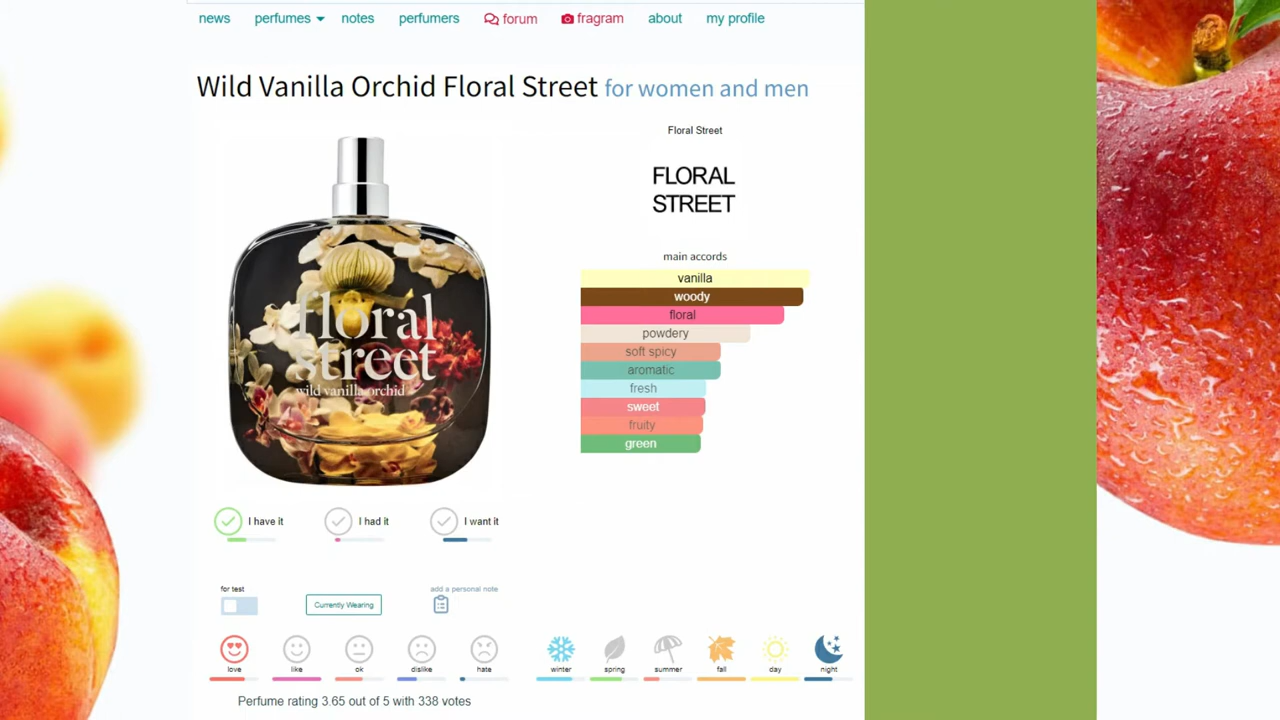 news perfumes notes perfumers forum fragram about my profile
Wild Vanilla Orchid Floral Street for women and men
Floral Street
FLORAL
STREET
main accords
vanilla
woody
floral
powdery
soft spicy
aromatic
fresh
sweet
fruity
green
floral
street
wild vanilla orchid
I have it I had it I want it
for test
Currently Wearing
add a personal note
love like ok dislike hate winter spring summer fall day night
Perfume rating 3.65 out of 5 with 338 votes